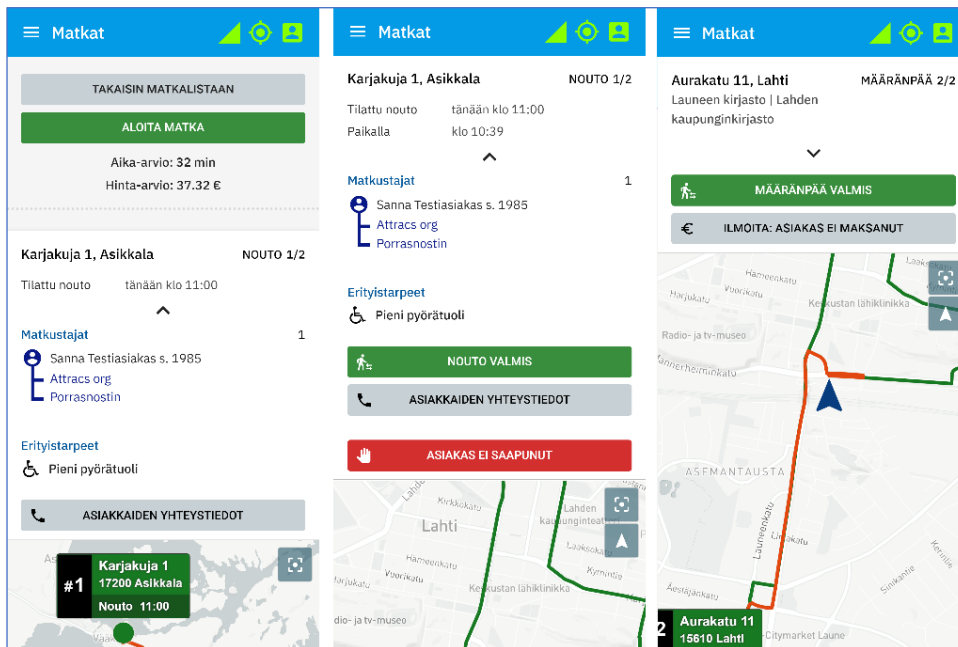 Matkat
TAKAISIN MATKALISTAAN
ALOITA MATKA
Aika-arvio: 32 min
Hinta-arvio: 37.32 €
Karjakuja 1, Asikkala NOUTO 1/2
Tilattu nouto tänään klo 11:00
Matkustajat 1
Sanna Testiasiakas s. 1985
Attracs org
Porrasnostin
Erityistarpeet
Pieni pyörätuoli
ASIAKKAIDEN YHTEYSTIEDOT
#1
Karjakuja 1
17200 Asikkala
Nouto 11:00
Matkat
Karjakuja 1, Asikkala NOUTO 1/2
Tilattu nouto tänään klo 11:00
Paikalla klo 10:39
Matkustajat 1
Sanna Testiasiakas s. 1985
Attracs org
Porrasnostin
Erityistarpeet
Pieni pyörätuoli
NOUTO VALMIS
ASIAKKAIDEN YHTEYSTIEDOT
ASIAKAS EI SAAPUNUT
Kirkkokatu
Lahti
Lahden
Hämeenkatu
Vuorikatu
Keskustan lähiklinikka
Kymintie
Matkat
Aurakatu 11, Lahti MÄÄRÄNPÄÄ 2/2
Launeen kirjasto | Lahden
kaupunginkirjasto
MÄÄRÄNPÄÄ VALMIS
€ ILMOITA: ASIAKAS EI MAKSANUT
Hämeenkatu
Harjukatu
Vuorikatu
Keskustan lähiklinikka
Radio- ja tv-museo
Mannerheiminkatu
ASEMANTAUSTA
Launeenkatu
Sinikantie
Aurakatu 11
15610 Lahti
Citymarket Laune